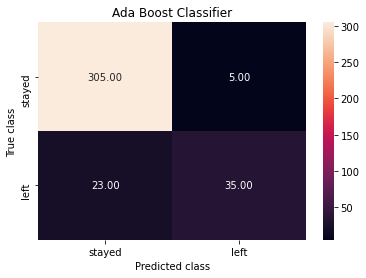 Ada Boost Classifier
True class
stayed
305.00
5.00
left
23.00
35.00
stayed
left
Predicted class
300
250
200
150
100
50